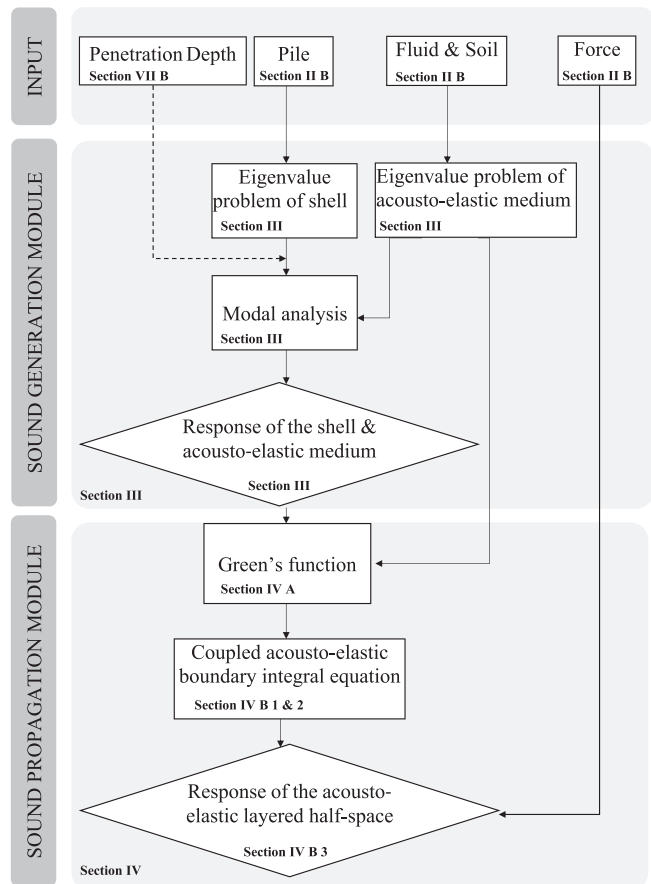 INPUT
Penetration Depth
Section VII B
Pile
Section II B
Fluid & Soil
Section II B
Force
Section II B
SOUND GENERATION MODULE
Eigenvalue
problem of shell
Section III
Eigenvalue problem of
acousto-elastic medium
Section III
Modal analysis
Section III
Response of the shell &
acousto-elastic medium
Section III
Section III
SOUND PROPAGATION MODULE
Green's function
Section IV A
Coupled acousto-elastic
boundary integral equation
Section IV B 1 & 2
Response of the acousto-
elastic layered half-space
Section IV B 3
Section IV